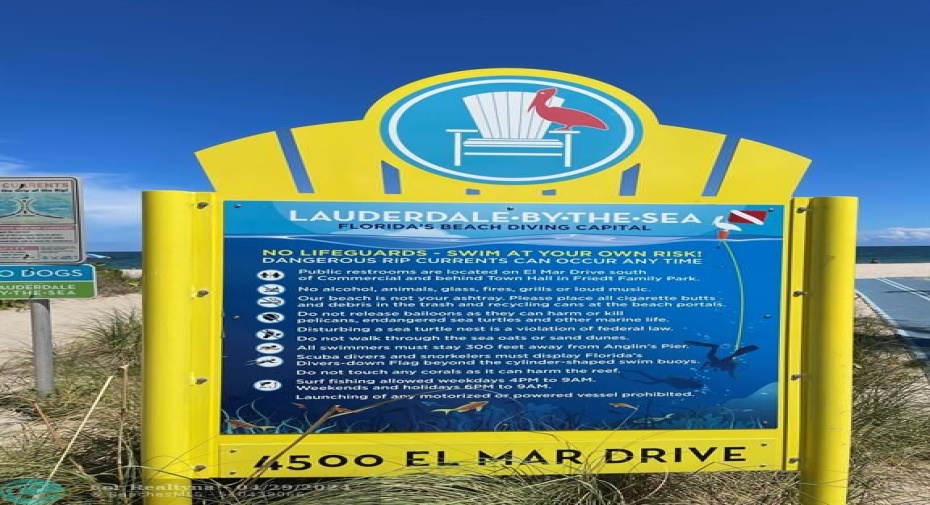 LAUDERDALE•BY•THE•SEA
FLORIDA'S BEACH DIVING CAPITAL
NO LIFEGUARDS - SWIM AT YOUR OWN RISK!
DANGEROUS RIP CURRENTS CAN OCCUR ANY TIME
Public restrooms are located on El Mar Drive south
of Commercial and behind Town Hall in Friedt Family Park.
No alcohol, animals, glass, fires, grills or loud music.
Our beach is not your ashtray. Please place all cigarette butts
and debris in the trash and recycling cans at the beach portals.
Do not release balloons as they can harm or kill
pelicans, endangered sea turtles and other marine life.
Disturbing a sea turtle nest is a violation of federal law.
Do not walk through the sea oats or sand dunes.
All swimmers must stay 300 feet away from Anglin's Pier.
Scuba divers and snorkelers must display Florida's
Divers-down Flag beyond the cylinder-shaped swim buoys.
Do not touch any corals as it can harm the reef.
Surf fishing allowed weekdays 4PM to 9AM.
Weekends and holidays 6PM to 9AM.
Launching of any motorized or powered vessel prohibited.
4500 EL MAR DRIVE
CURRENTS
O DOGS
AUDERDALE
Y-THE-SEA
01/29/2024
BeachesMLS